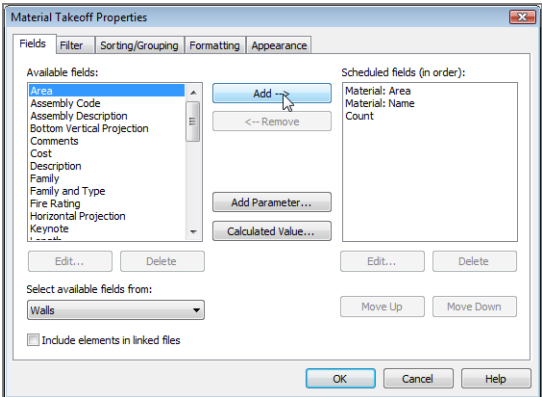 Material Takeoff Properties
Fields Filter Sorting/Grouping Formatting Appearance
Available fields:
Area
Assembly Code
Assembly Description
Bottom Vertical Projection
Comments
Cost
Description
Family
Family and Type
Fire Rating
Horizontal Projection
Keynote
Length
Add -->
<-- Remove
Add Parameter...
Calculated Value...
Scheduled fields (in order):
Material: Area
Material: Name
Count
Edit... Delete
Edit... Delete
Select available fields from:
Walls
Move Up Move Down
Include elements in linked files
OK Cancel Help